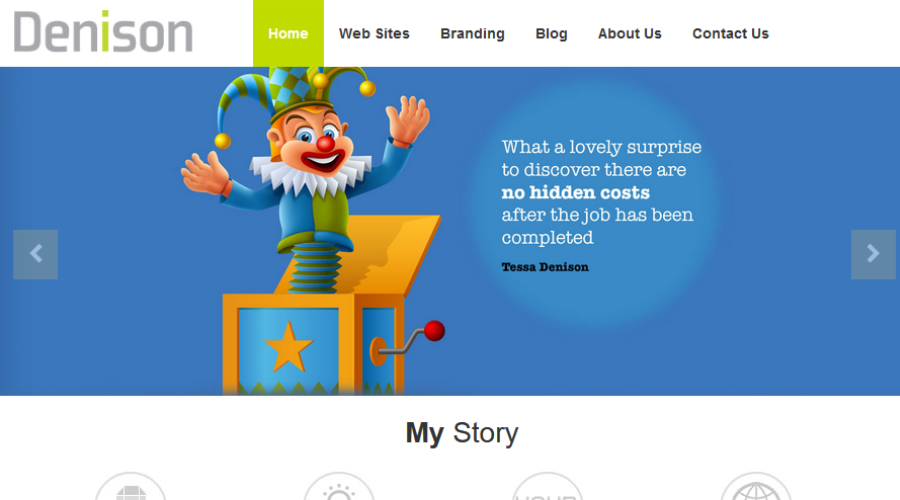 Denison
Home
Web Sites
Branding
Blog
About Us
Contact Us
What a lovely surprise
to discover there are
no hidden costs
after the job has been
completed
Tessa Denison
My Story